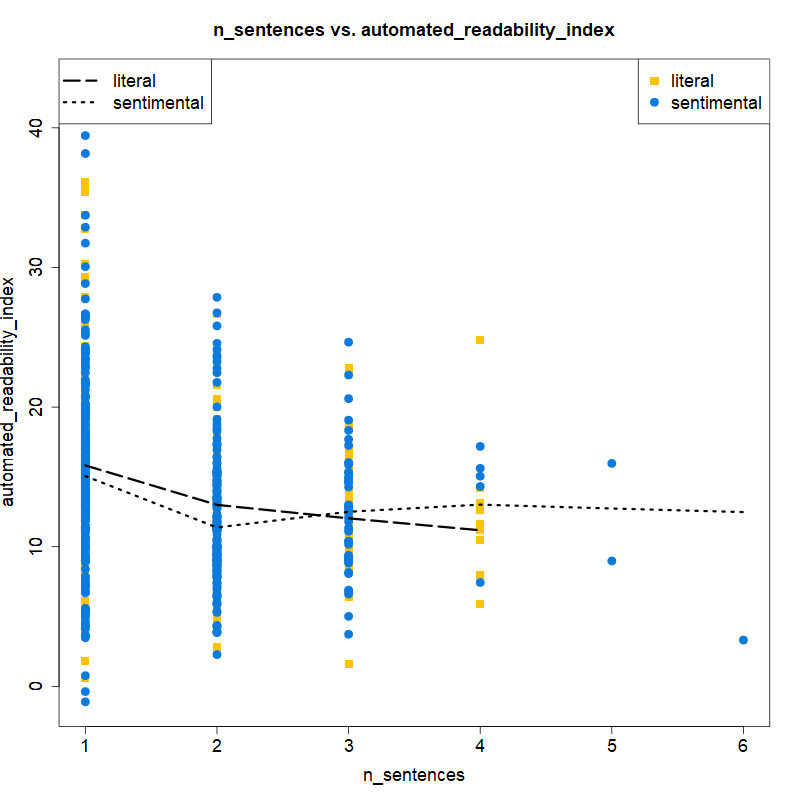 n_sentences vs. automated_readability_index
literal
sentimental
literal
sentimental
automated_readability_index
40
30
20
10
0
1 2 3 4 5 6
n_sentences